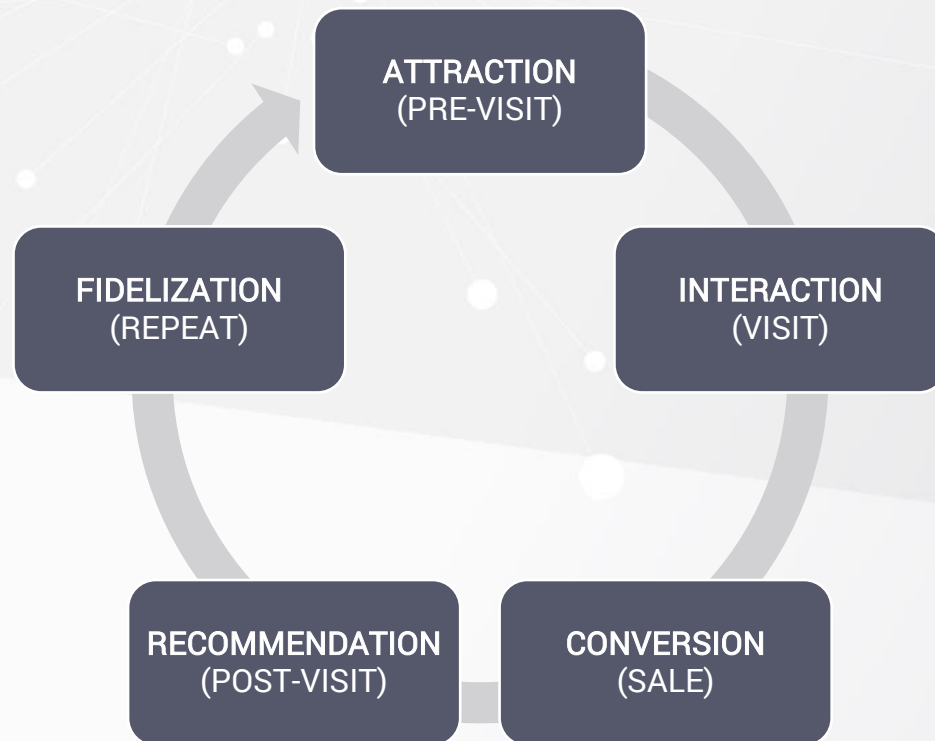 ATTRACTION
(PRE-VISIT)
INTERACTION
(VISIT)
CONVERSION
(SALE)
RECOMMENDATION
(POST-VISIT)
FIDELIZATION
(REPEAT)